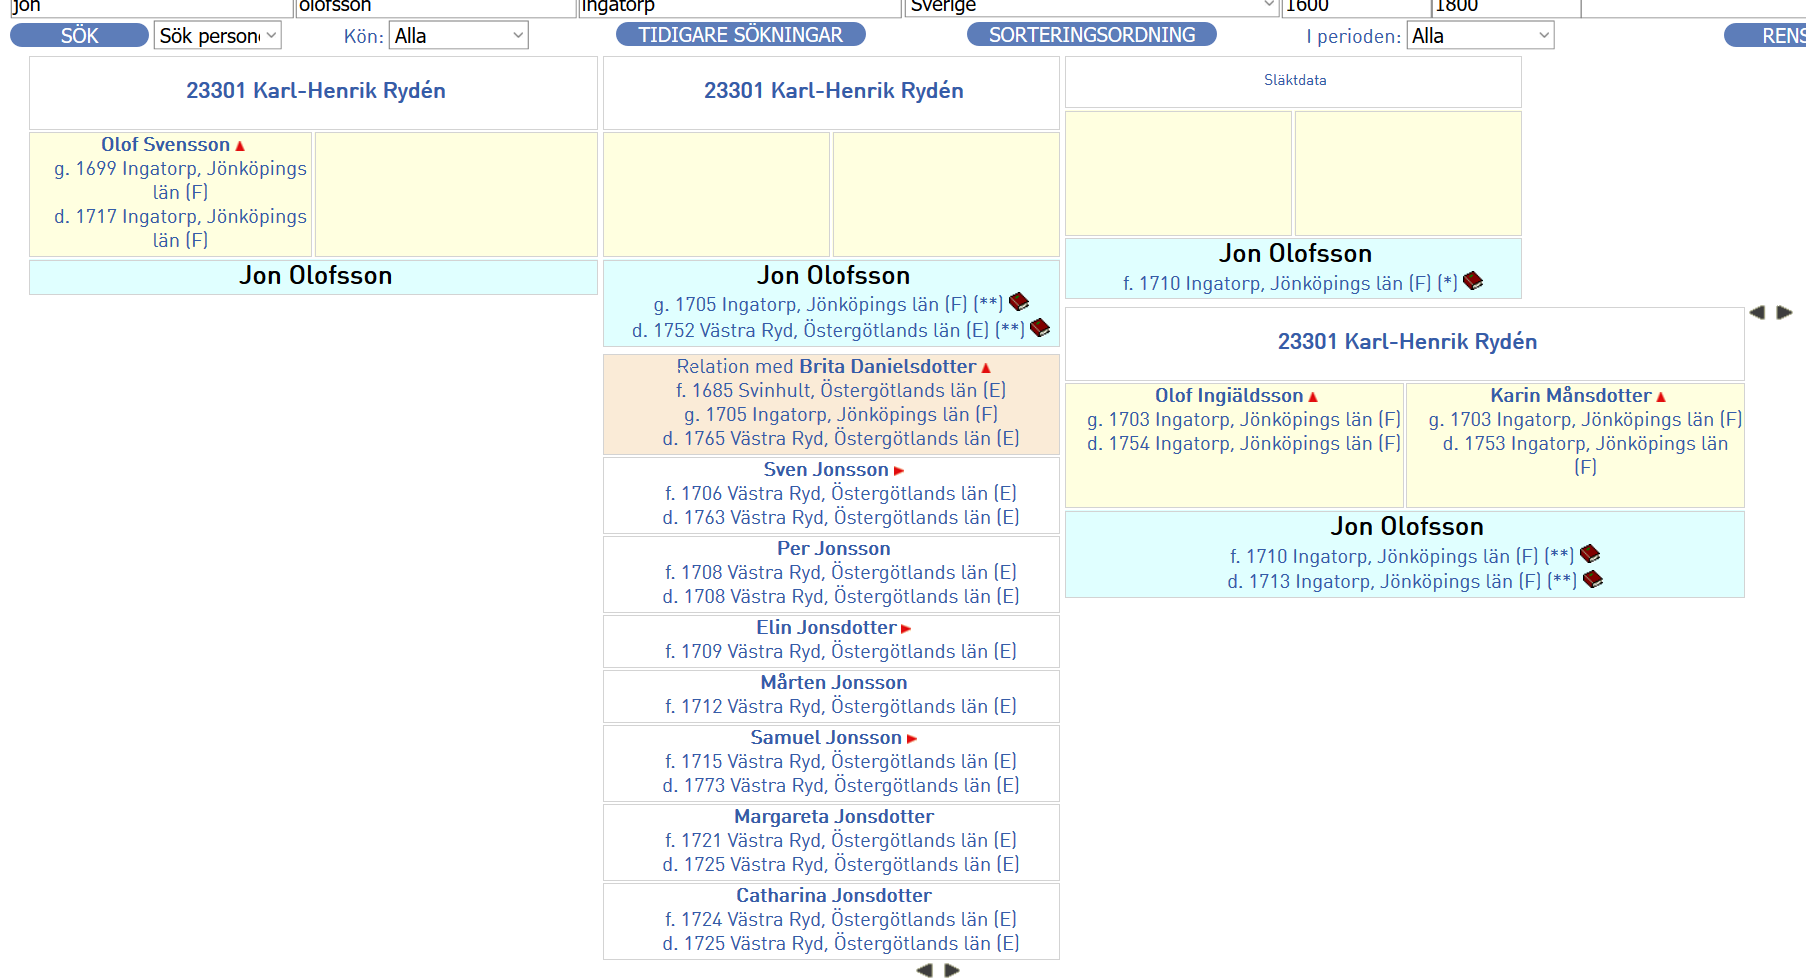 jon olofsson Ingatorp Sverige 1600 1800
SÖK Sök person Kön: Alla TIDIGARE SÖKNINGAR SORTERINGSORDNING I perioden: Alla RENS
23301 Karl-Henrik Rydén
Olof Svensson
g. 1699 Ingatorp, Jönköpings
län (F)
d. 1717 Ingatorp, Jönköpings
län (F)
Jon Olofsson
23301 Karl-Henrik Rydén
Jon Olofsson
g. 1705 Ingatorp, Jönköpings län (F) (**)
d. 1752 Västra Ryd, Östergötlands län (E) (**)
Relation med Brita Danielsdotter
f. 1685 Svinhult, Östergötlands län (E)
g. 1705 Ingatorp, Jönköpings län (F)
d. 1765 Västra Ryd, Östergötlands län (E)
Sven Jonsson
f. 1706 Västra Ryd, Östergötlands län (E)
d. 1763 Västra Ryd, Östergötlands län (E)
Per Jonsson
f. 1708 Västra Ryd, Östergötlands län (E)
d. 1708 Västra Ryd, Östergötlands län (E)
Elin Jonsdotter
f. 1709 Västra Ryd, Östergötlands län (E)
Mårten Jonsson
f. 1712 Västra Ryd, Östergötlands län (E)
Samuel Jonsson
f. 1715 Västra Ryd, Östergötlands län (E)
d. 1773 Västra Ryd, Östergötlands län (E)
Margareta Jonsdotter
f. 1721 Västra Ryd, Östergötlands län (E)
d. 1725 Västra Ryd, Östergötlands län (E)
Catharina Jonsdotter
f. 1724 Västra Ryd, Östergötlands län (E)
d. 1725 Västra Ryd, Östergötlands län (E)
Släktdata
Jon Olofsson
f. 1710 Ingatorp, Jönköpings län (F) (*)
23301 Karl-Henrik Rydén
Olof Ingiäldsson
g. 1703 Ingatorp, Jönköpings län (F)
d. 1754 Ingatorp, Jönköpings län (F)
Karin Månsdotter
g. 1703 Ingatorp, Jönköpings län (F)
d. 1753 Ingatorp, Jönköpings län
(F)
Jon Olofsson
f. 1710 Ingatorp, Jönköpings län (F) (**)
d. 1713 Ingatorp, Jönköpings län (F) (**)